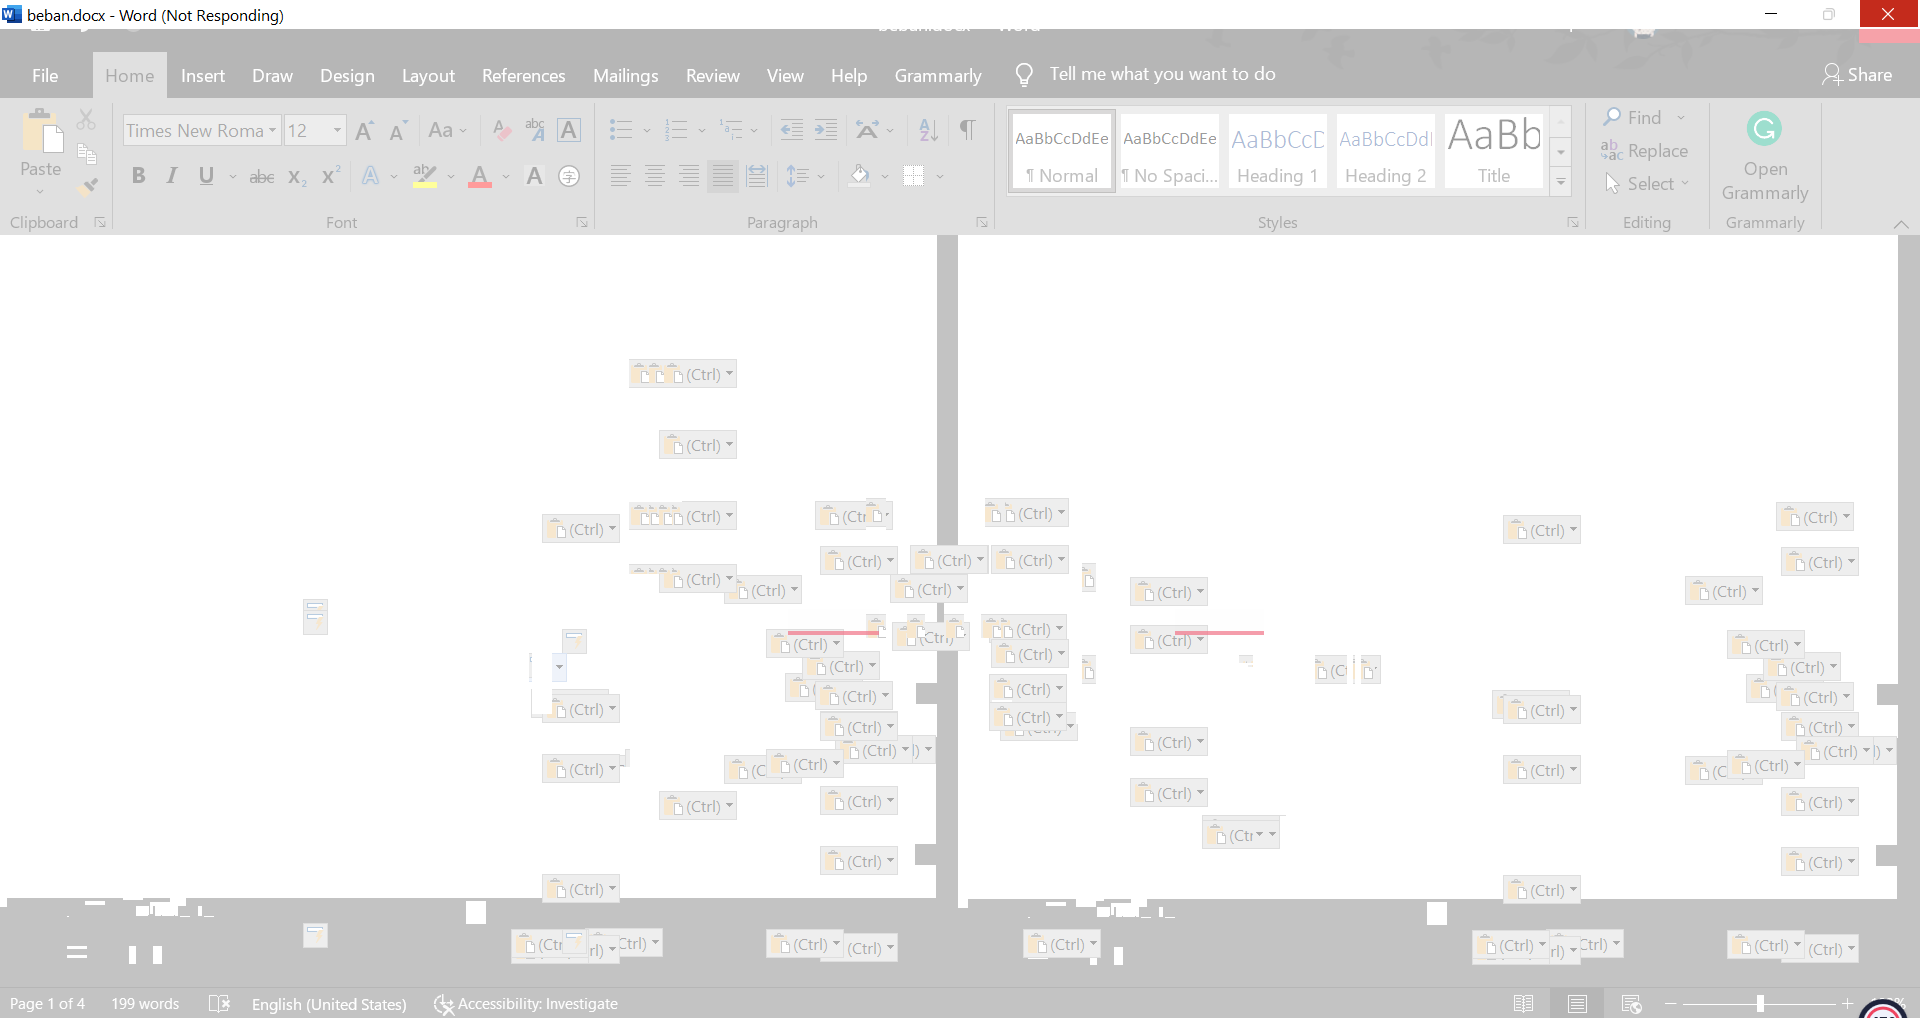 beban.docx - Word (Not Responding)
File Home Insert Draw Design Layout References Mailings Review View Help Grammarly Tell me what you want to do Share
Paste
Clipboard
Times New Roma 12
Font
Paragraph
AaBbCcDdEe AaBbCcDdEe AaBbCcD AaBbCcDdI AaBb
¶ Normal ¶ No Spaci... Heading 1 Heading 2 Title
Styles
Find
Replace
Select
Editing
Open
Grammarly
Grammarly
(Ctrl)
(Ctrl)
(Ctrl) (Ctrl) (Ctrl) (Ctrl) (Ctrl) (Ctrl)
(Ctrl) (Ctrl) (Ctrl) (Ctrl)
(Ctrl) (Ctrl) (Ctrl) (Ctrl) (Ctrl)
(Ctrl) (Ctrl) (Ctrl) (Ctrl)
(Ctrl) (Ctrl) (Ctrl)
(Ctrl) (Ctrl) (Ctrl) (Ctrl) (Ctrl)
(Ctrl) (Ctrl) (Ctrl) (Ctrl)
(Ctrl) (Ctrl) (Ctrl) (Ctrl) (Ctrl) (Ctrl)
(Ctrl) (Ctrl) (Ctrl) (Ctrl)
(Ctrl) (Ctrl)
(Ctrl) (Ctrl)
(Ctrl) (Ctrl) (Ctrl) (Ctrl) (Ctrl) (Ctrl)
Page 1 of 4 199 words English (United States) Accessibility: Investigate